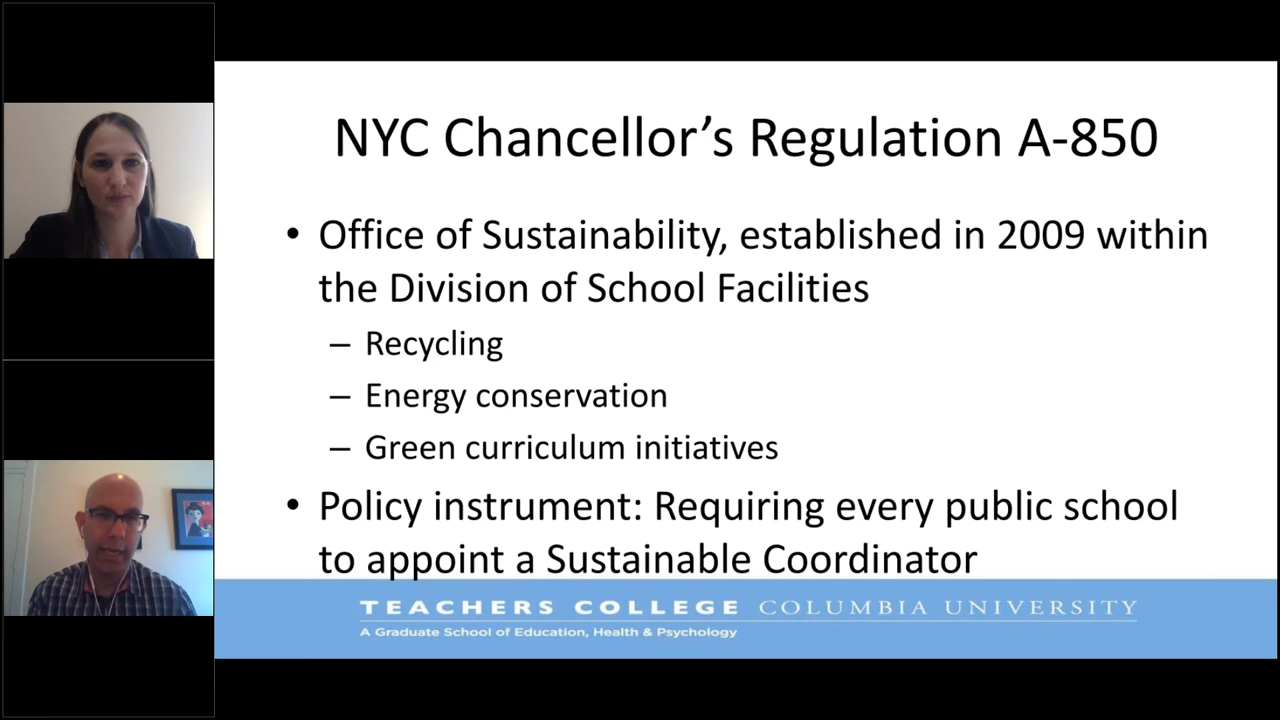 NYC Chancellor’s Regulation A-850
• Office of Sustainability, established in 2009 within
the Division of School Facilities
– Recycling
– Energy conservation
– Green curriculum initiatives
• Policy instrument: Requiring every public school
to appoint a Sustainable Coordinator
TEACHERS COLLEGE COLUMBIA UNIVERSITY
A Graduate School of Education, Health & Psychology